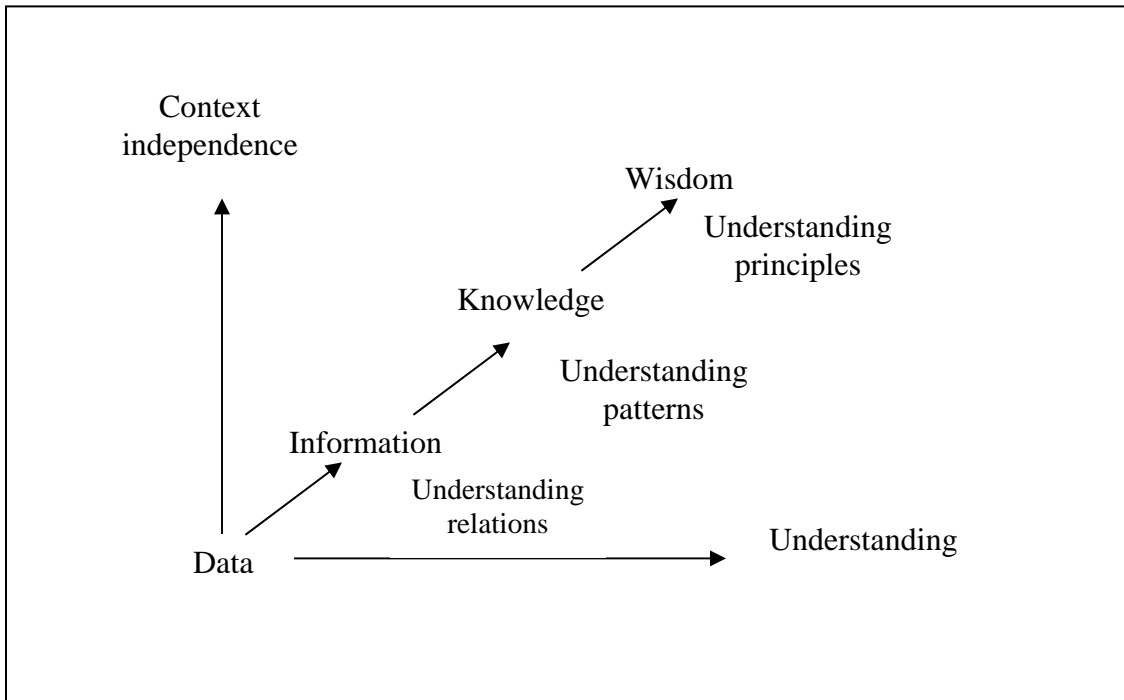 Context
independence
Wisdom
Understanding
principles
Knowledge
Understanding
patterns
Information
Understanding
relations
Understanding
Data